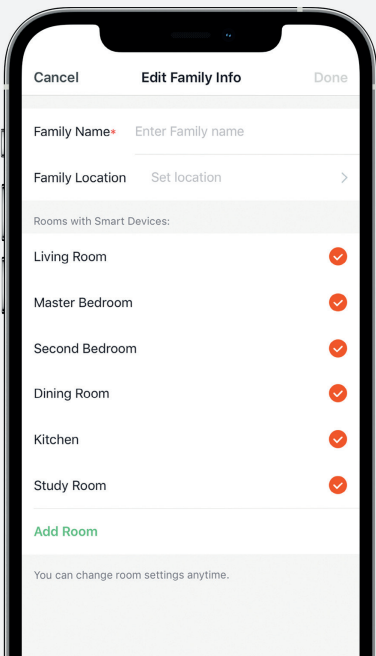 Cancel Edit Family Info Done
Family Name* Enter Family name
Family Location Set location
Rooms with Smart Devices:
Living Room
Master Bedroom
Second Bedroom
Dining Room
Kitchen
Study Room
Add Room
You can change room settings anytime.